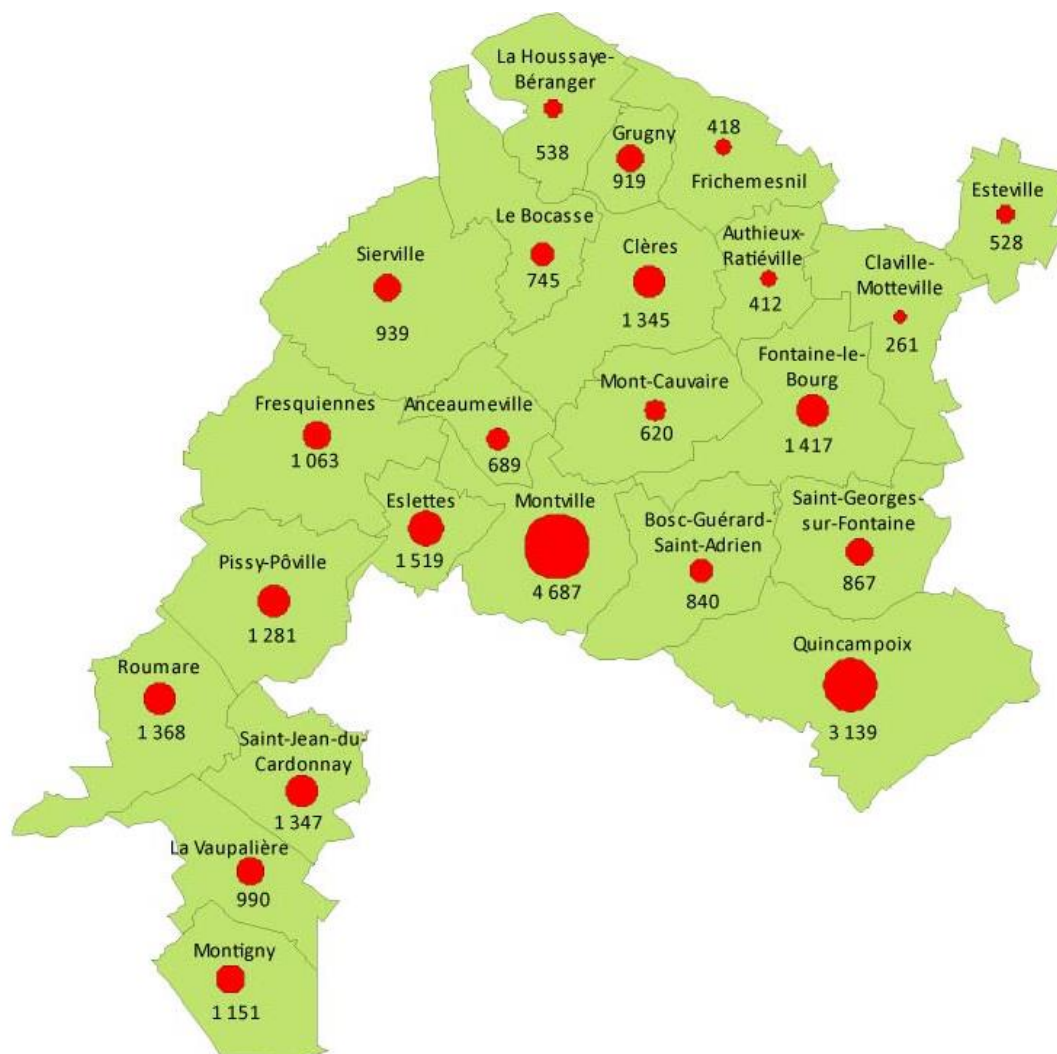 La Houssaye-
Béranger
538
Grugny
919
418
Frichemesnil
Esteville
528
Le Bocasse
745
Sierville
939
Clères
1 345
Authieux-
Ratiéville
412
Claville-
Motteville
261
Fontaine-le-
Bourg
1 417
Mont-Cauvaire
620
Fresquiennes
1 063
Anceaumeville
689
Eslettes
1 519
Montville
4 687
Bosc-Guérard-
Saint-Adrien
840
Saint-Georges-
sur-Fontaine
867
Pissy-Pôville
1 281
Quincampoix
3 139
Roumare
1 368
Saint-Jean-du-
Cardonnay
1 347
La Vaupalière
990
Montigny
1 151